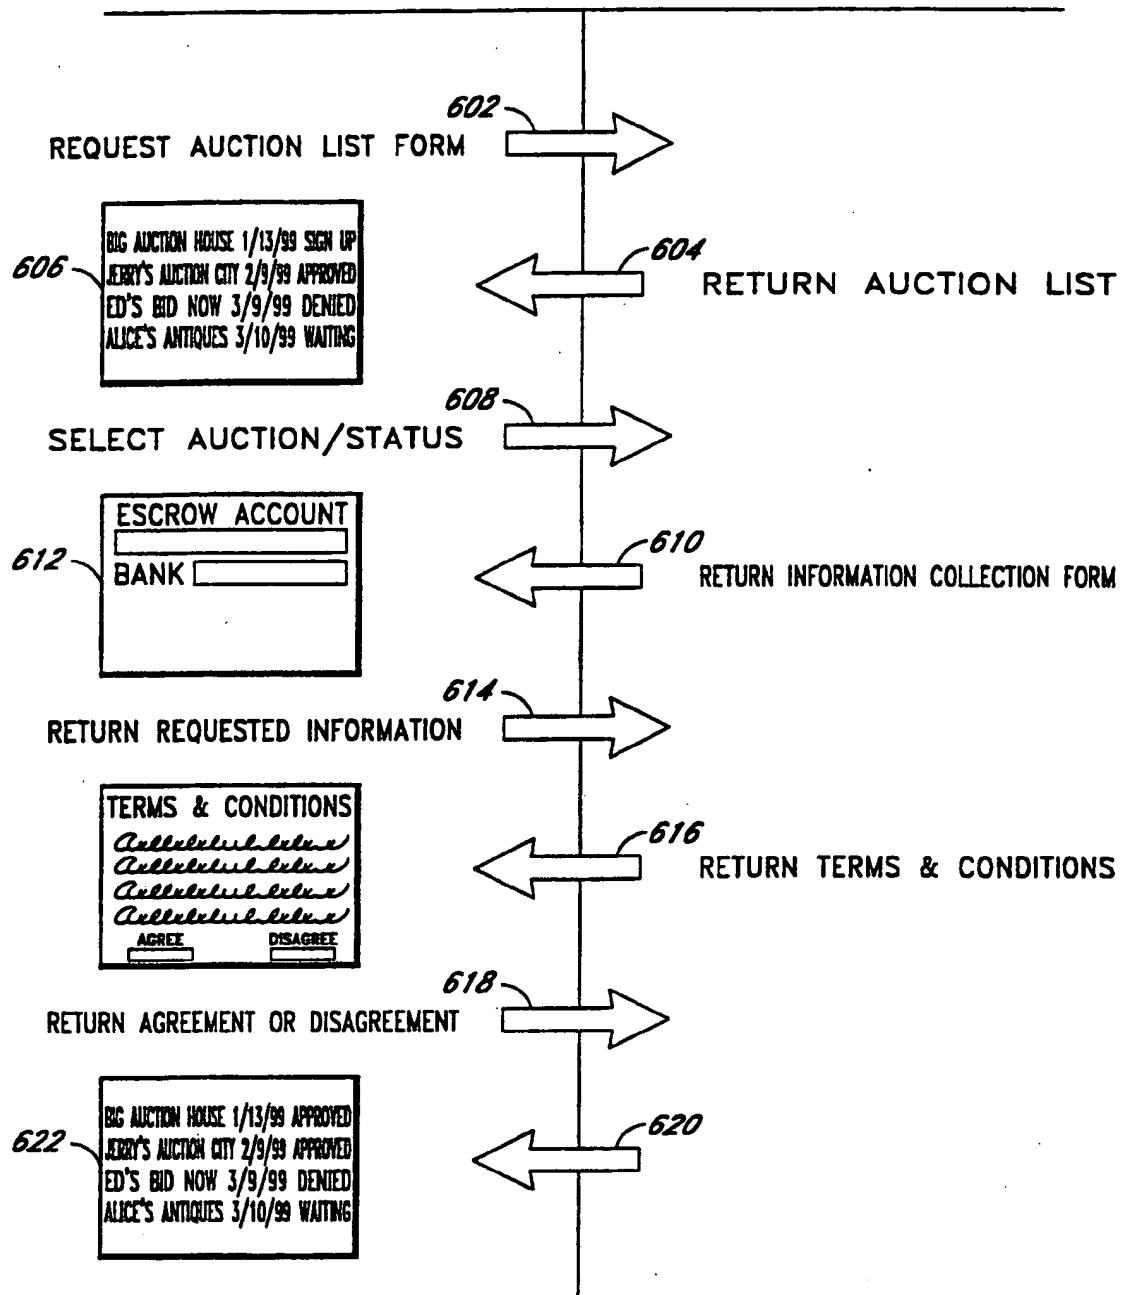 602
REQUEST AUCTION LIST FORM
BIG AUCTION HOUSE 1/13/99 SIGN UP
JERRY'S AUCTION CITY 2/9/99 APPROVED
ED'S BID NOW 3/9/99 DENIED
ALICE'S ANTIQUES 3/10/99 WAITING
606
604
RETURN AUCTION LIST
608
SELECT AUCTION/STATUS
ESCROW ACCOUNT
BANK
612
610
RETURN INFORMATION COLLECTION FORM
614
RETURN REQUESTED INFORMATION
TERMS & CONDITIONS
AGREE DISAGREE
616
RETURN TERMS & CONDITIONS
618
RETURN AGREEMENT OR DISAGREEMENT
BIG AUCTION HOUSE 1/13/99 APPROVED
JERRY'S AUCTION CITY 2/9/99 APPROVED
ED'S BID NOW 3/9/99 DENIED
ALICE'S ANTIQUES 3/10/99 WAITING
622
620